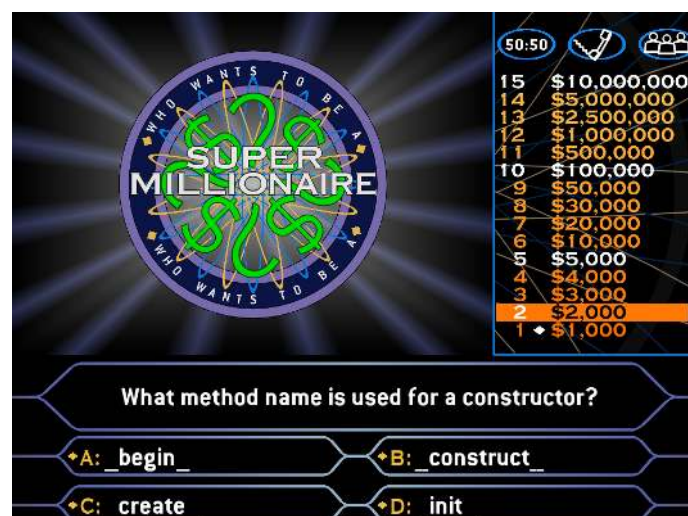 WHO WANTS TO BE A
SUPER
MILLIONAIRE
WHO WANTS TO BE A
50:50
15 $10,000,000
14 $5,000,000
13 $2,500,000
12 $1,000,000
11 $500,000
10 $100,000
9 $50,000
8 $30,000
7 $20,000
6 $10,000
5 $5,000
4 $4,000
3 $3,000
2 $2,000
1 $1,000
What method name is used for a constructor?
A: _begin_
B: _construct__
C: create
D: init